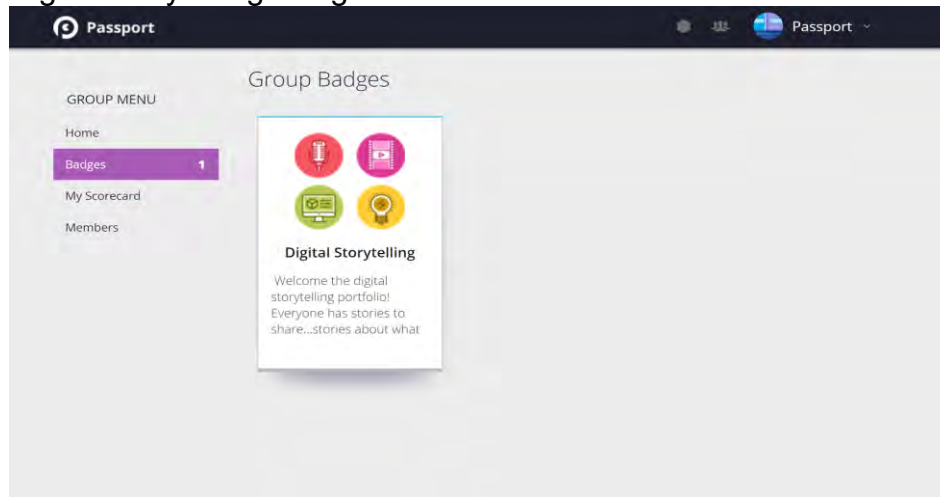 Passport
Passport
Group Badges
GROUP MENU
Home
Badges 1
My Scorecard
Members
Digital Storytelling
Welcome the digital
storytelling portfolio!
Everyone has stories to
share...stories about what